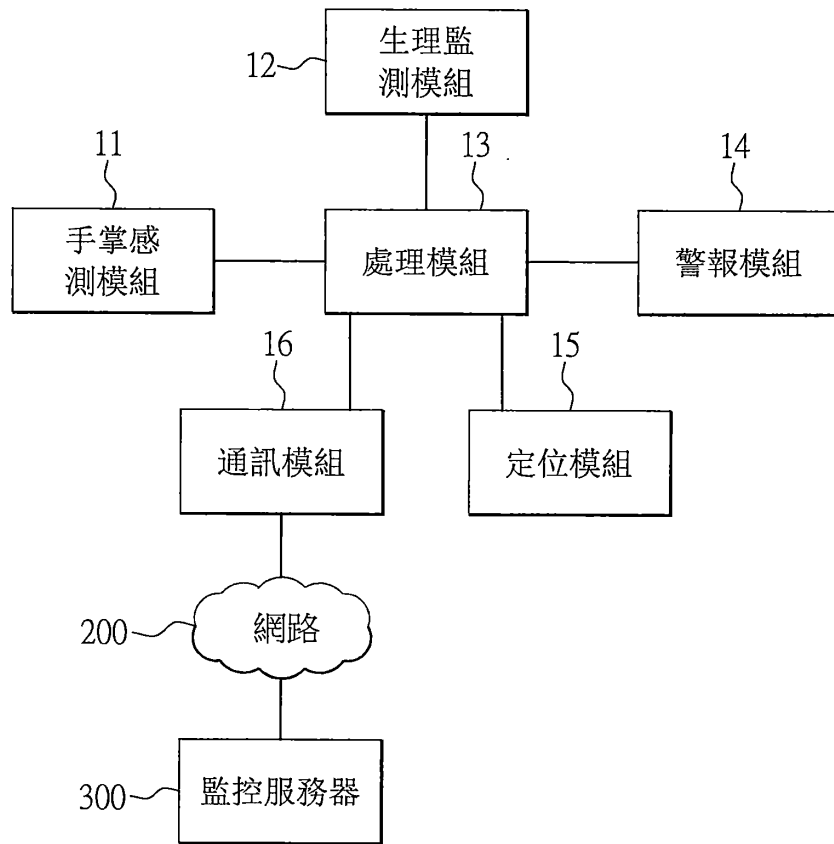 生理監
測模組
12
11
13
14
手掌感
測模組
處理模組
警報模組
16
15
通訊模組
定位模組
200
網路
300
監控服務器